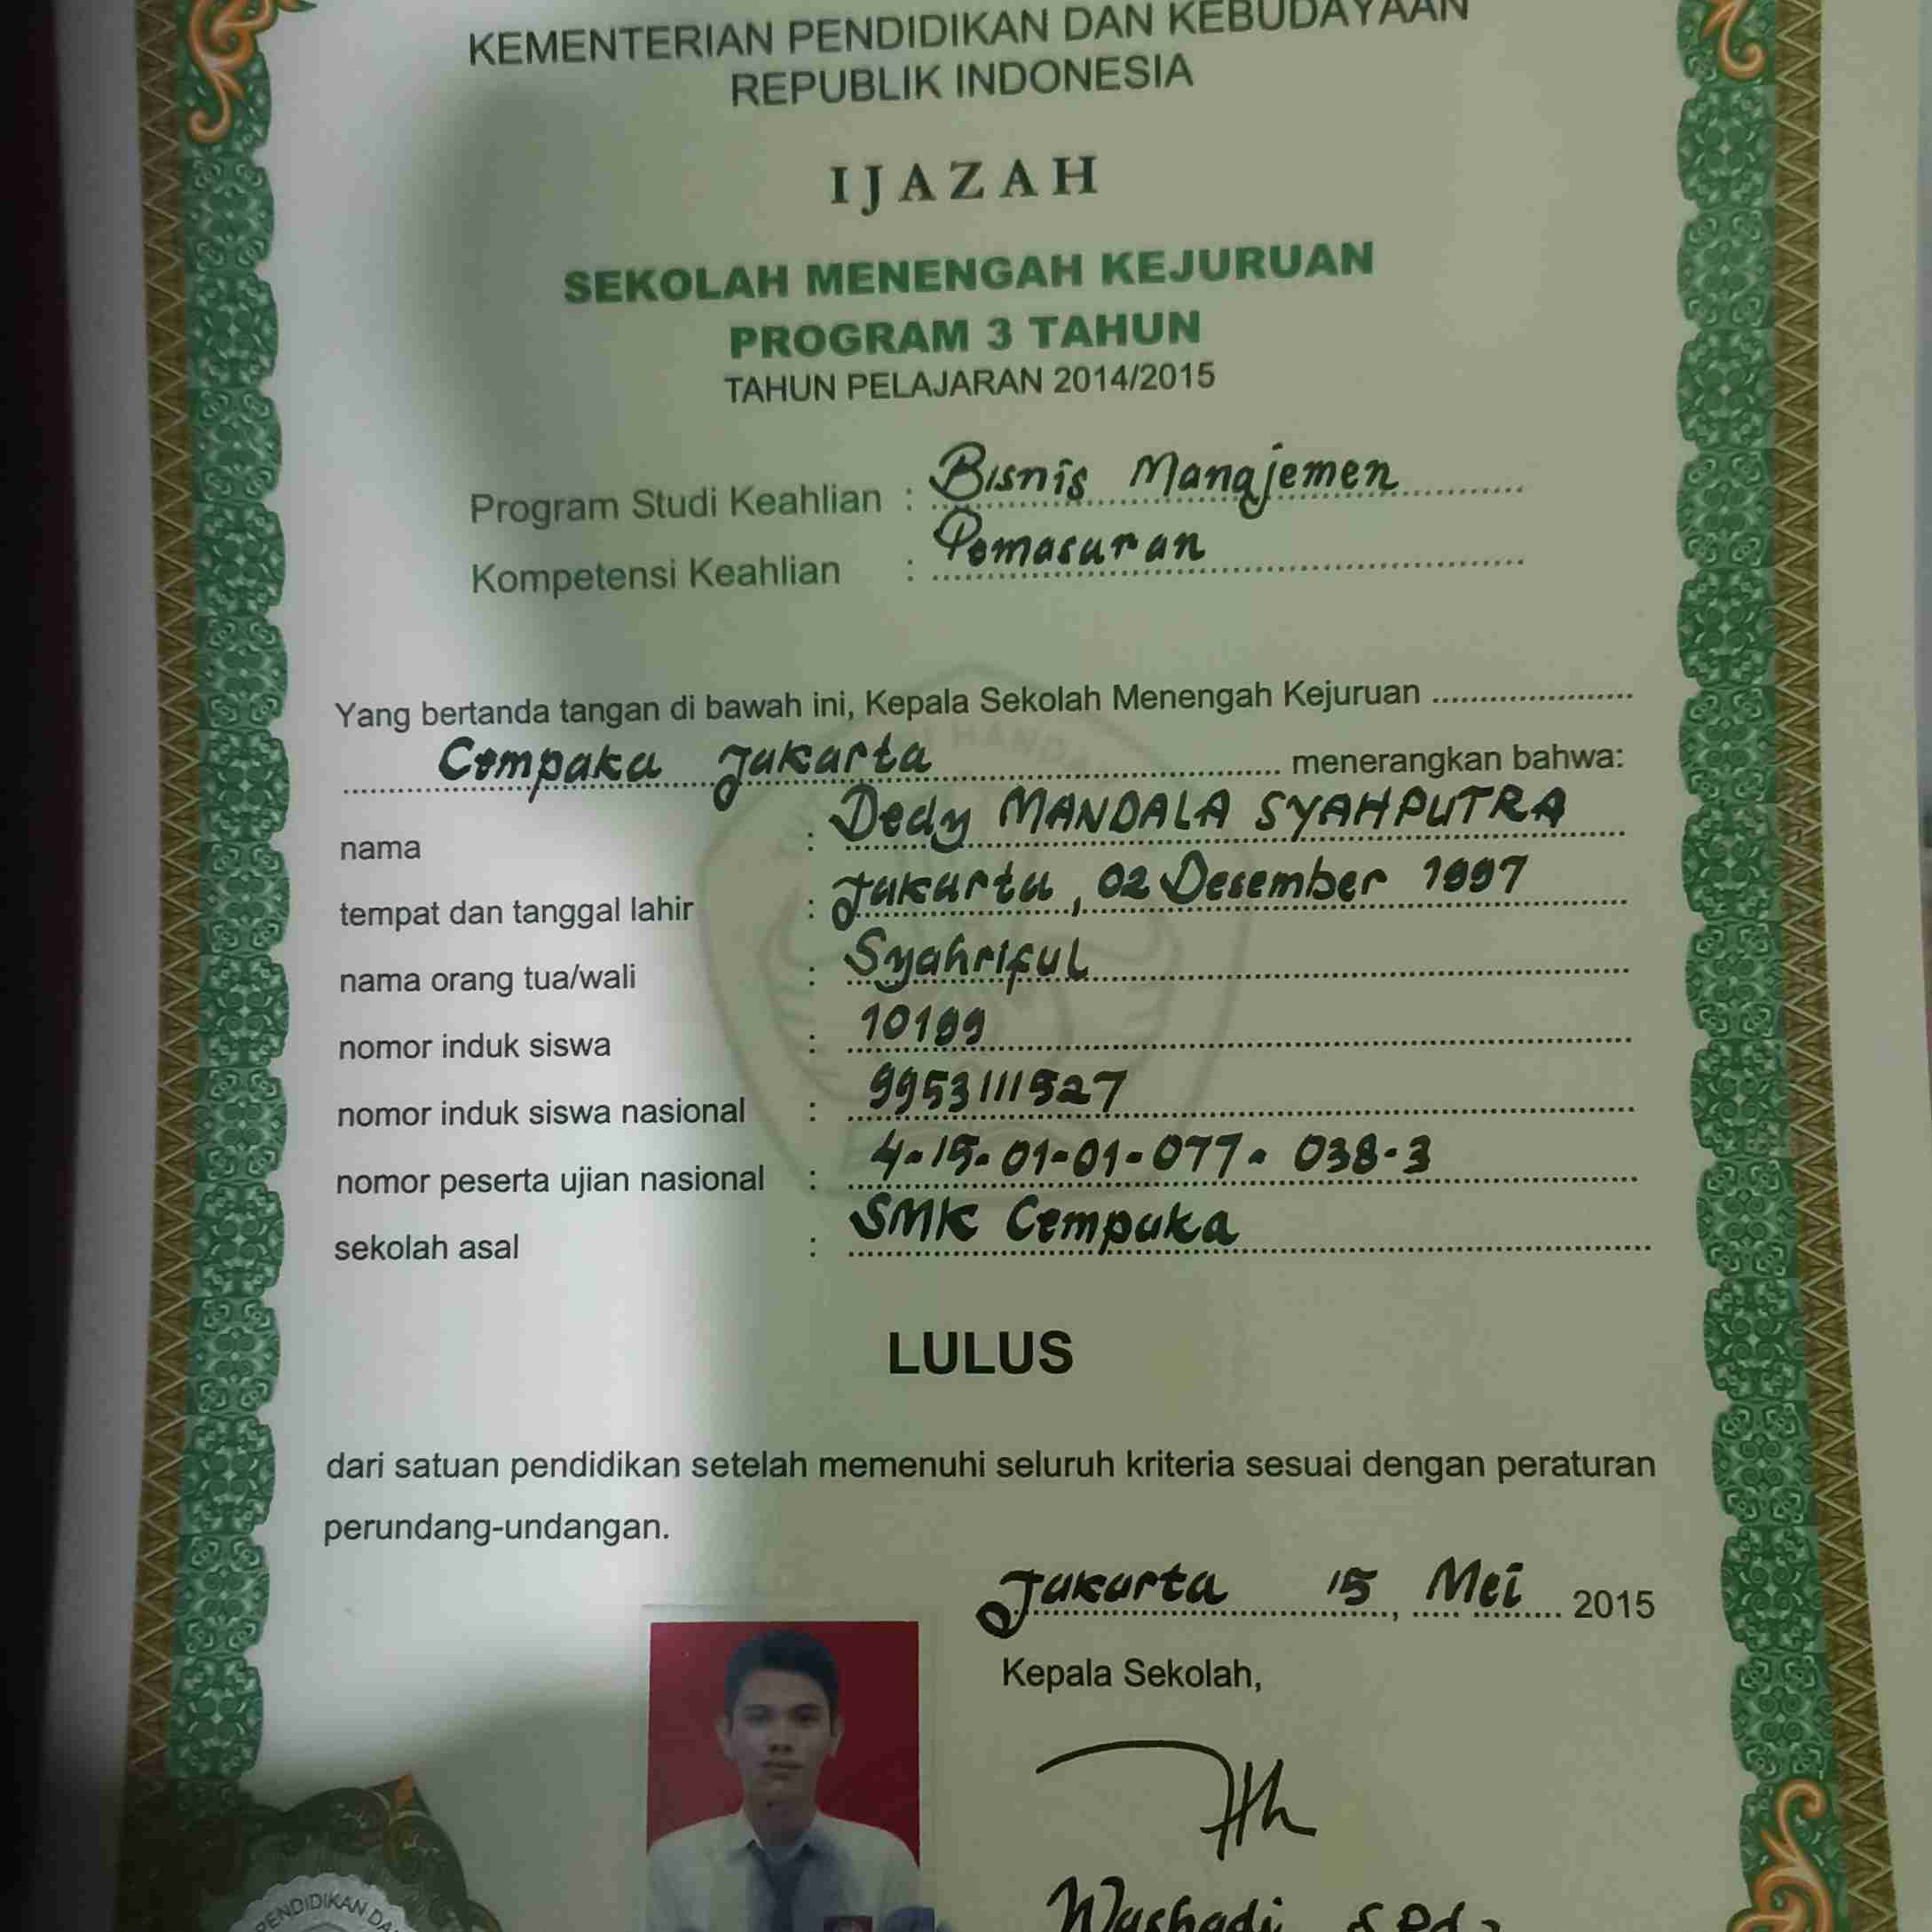 KEMENTERIAN PENDIDIKAN DAN KEBUDAYAAN
REPUBLIK INDONESIA
IJAZAH
SEKOLAH MENENGAH KEJURUAN
PROGRAM 3 TAHUN
TAHUN PELAJARAN 2014/2015
Program Studi Keahlian : Bisnis Manajemen
Kompetensi Keahlian : Pemasaran
Yang bertanda tangan di bawah ini, Kepala Sekolah Menengah Kejuruan
Cempaka Jakarta menerangkan bahwa:
nama : Dedy MANDALA SYAHPUTRA
tempat dan tanggal lahir : Jakarta, 02 Desember 1997
nama orang tua/wali : Syahriful
nomor induk siswa : 10199
nomor induk siswa nasional : 9953111527
nomor peserta ujian nasional : 4-15-01-01-077-038-3
sekolah asal : SMK Cempaka
LULUS
dari satuan pendidikan setelah memenuhi seluruh kriteria sesuai dengan peraturan
perundang-undangan.
Jakarta 15, Mei 2015
Kepala Sekolah,
PENDIDIKAN DA